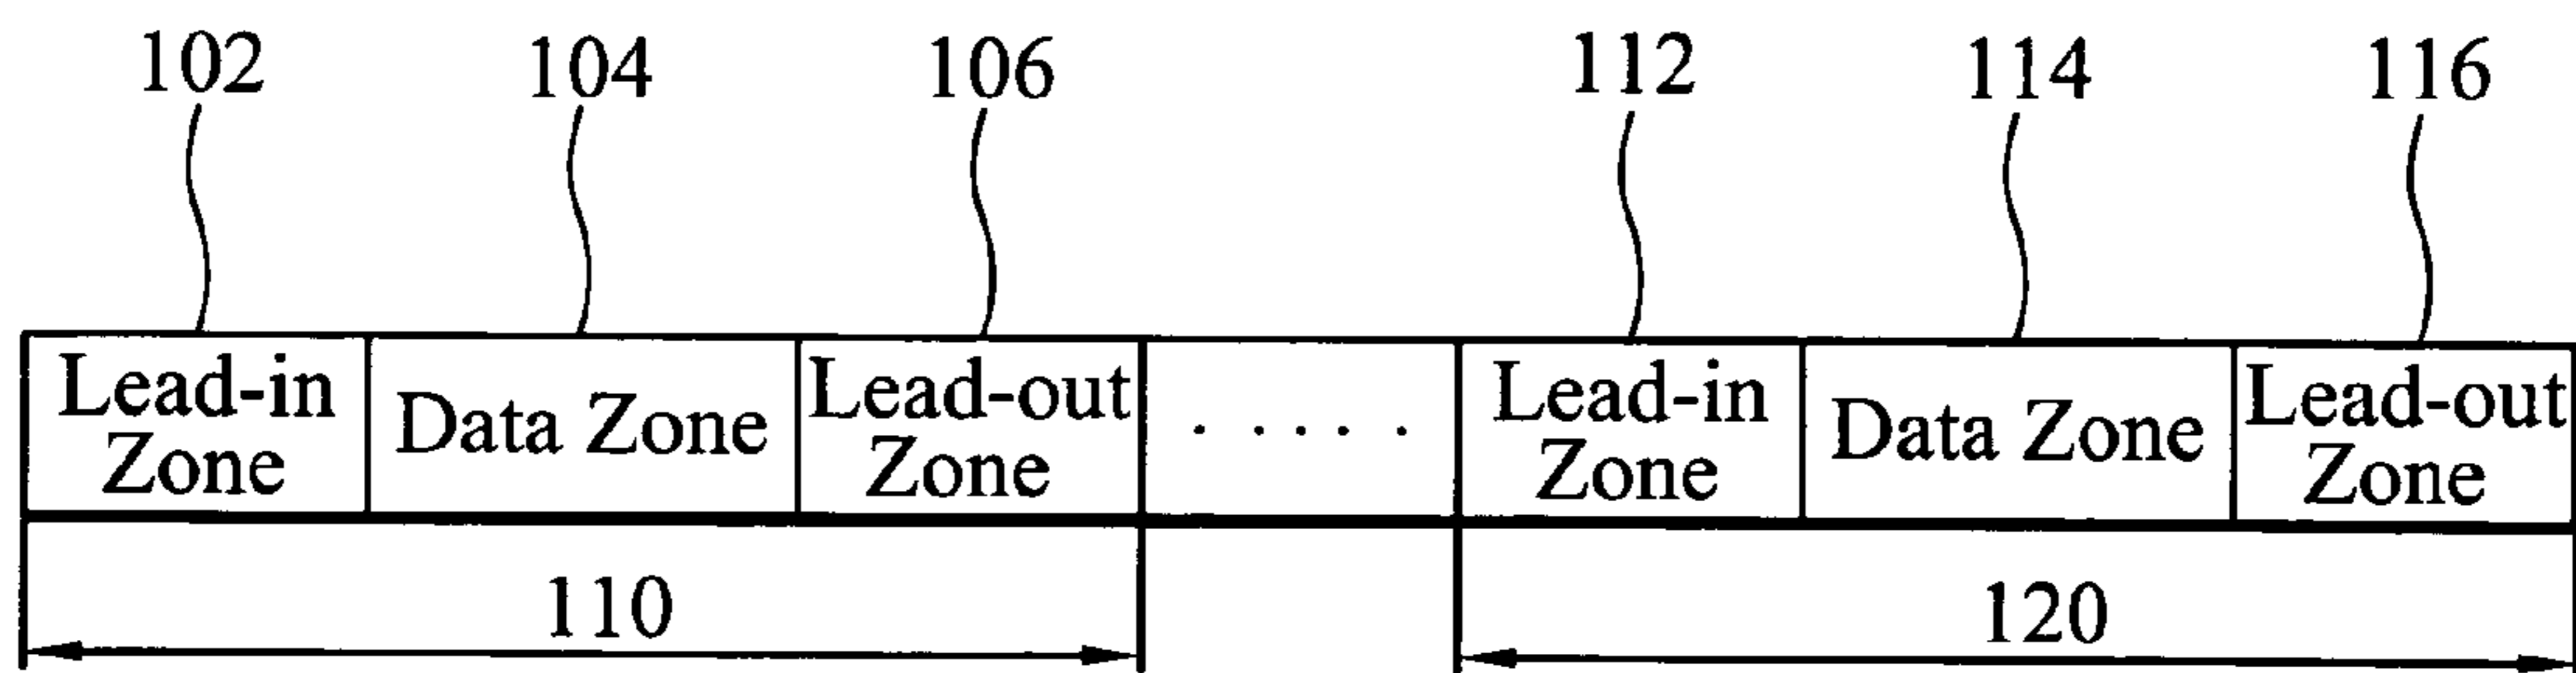 102 104 106 112 114 116
Lead-in Zone
Data Zone
Lead-out Zone
. . . . .
Lead-in Zone
Data Zone
Lead-out Zone
110 120